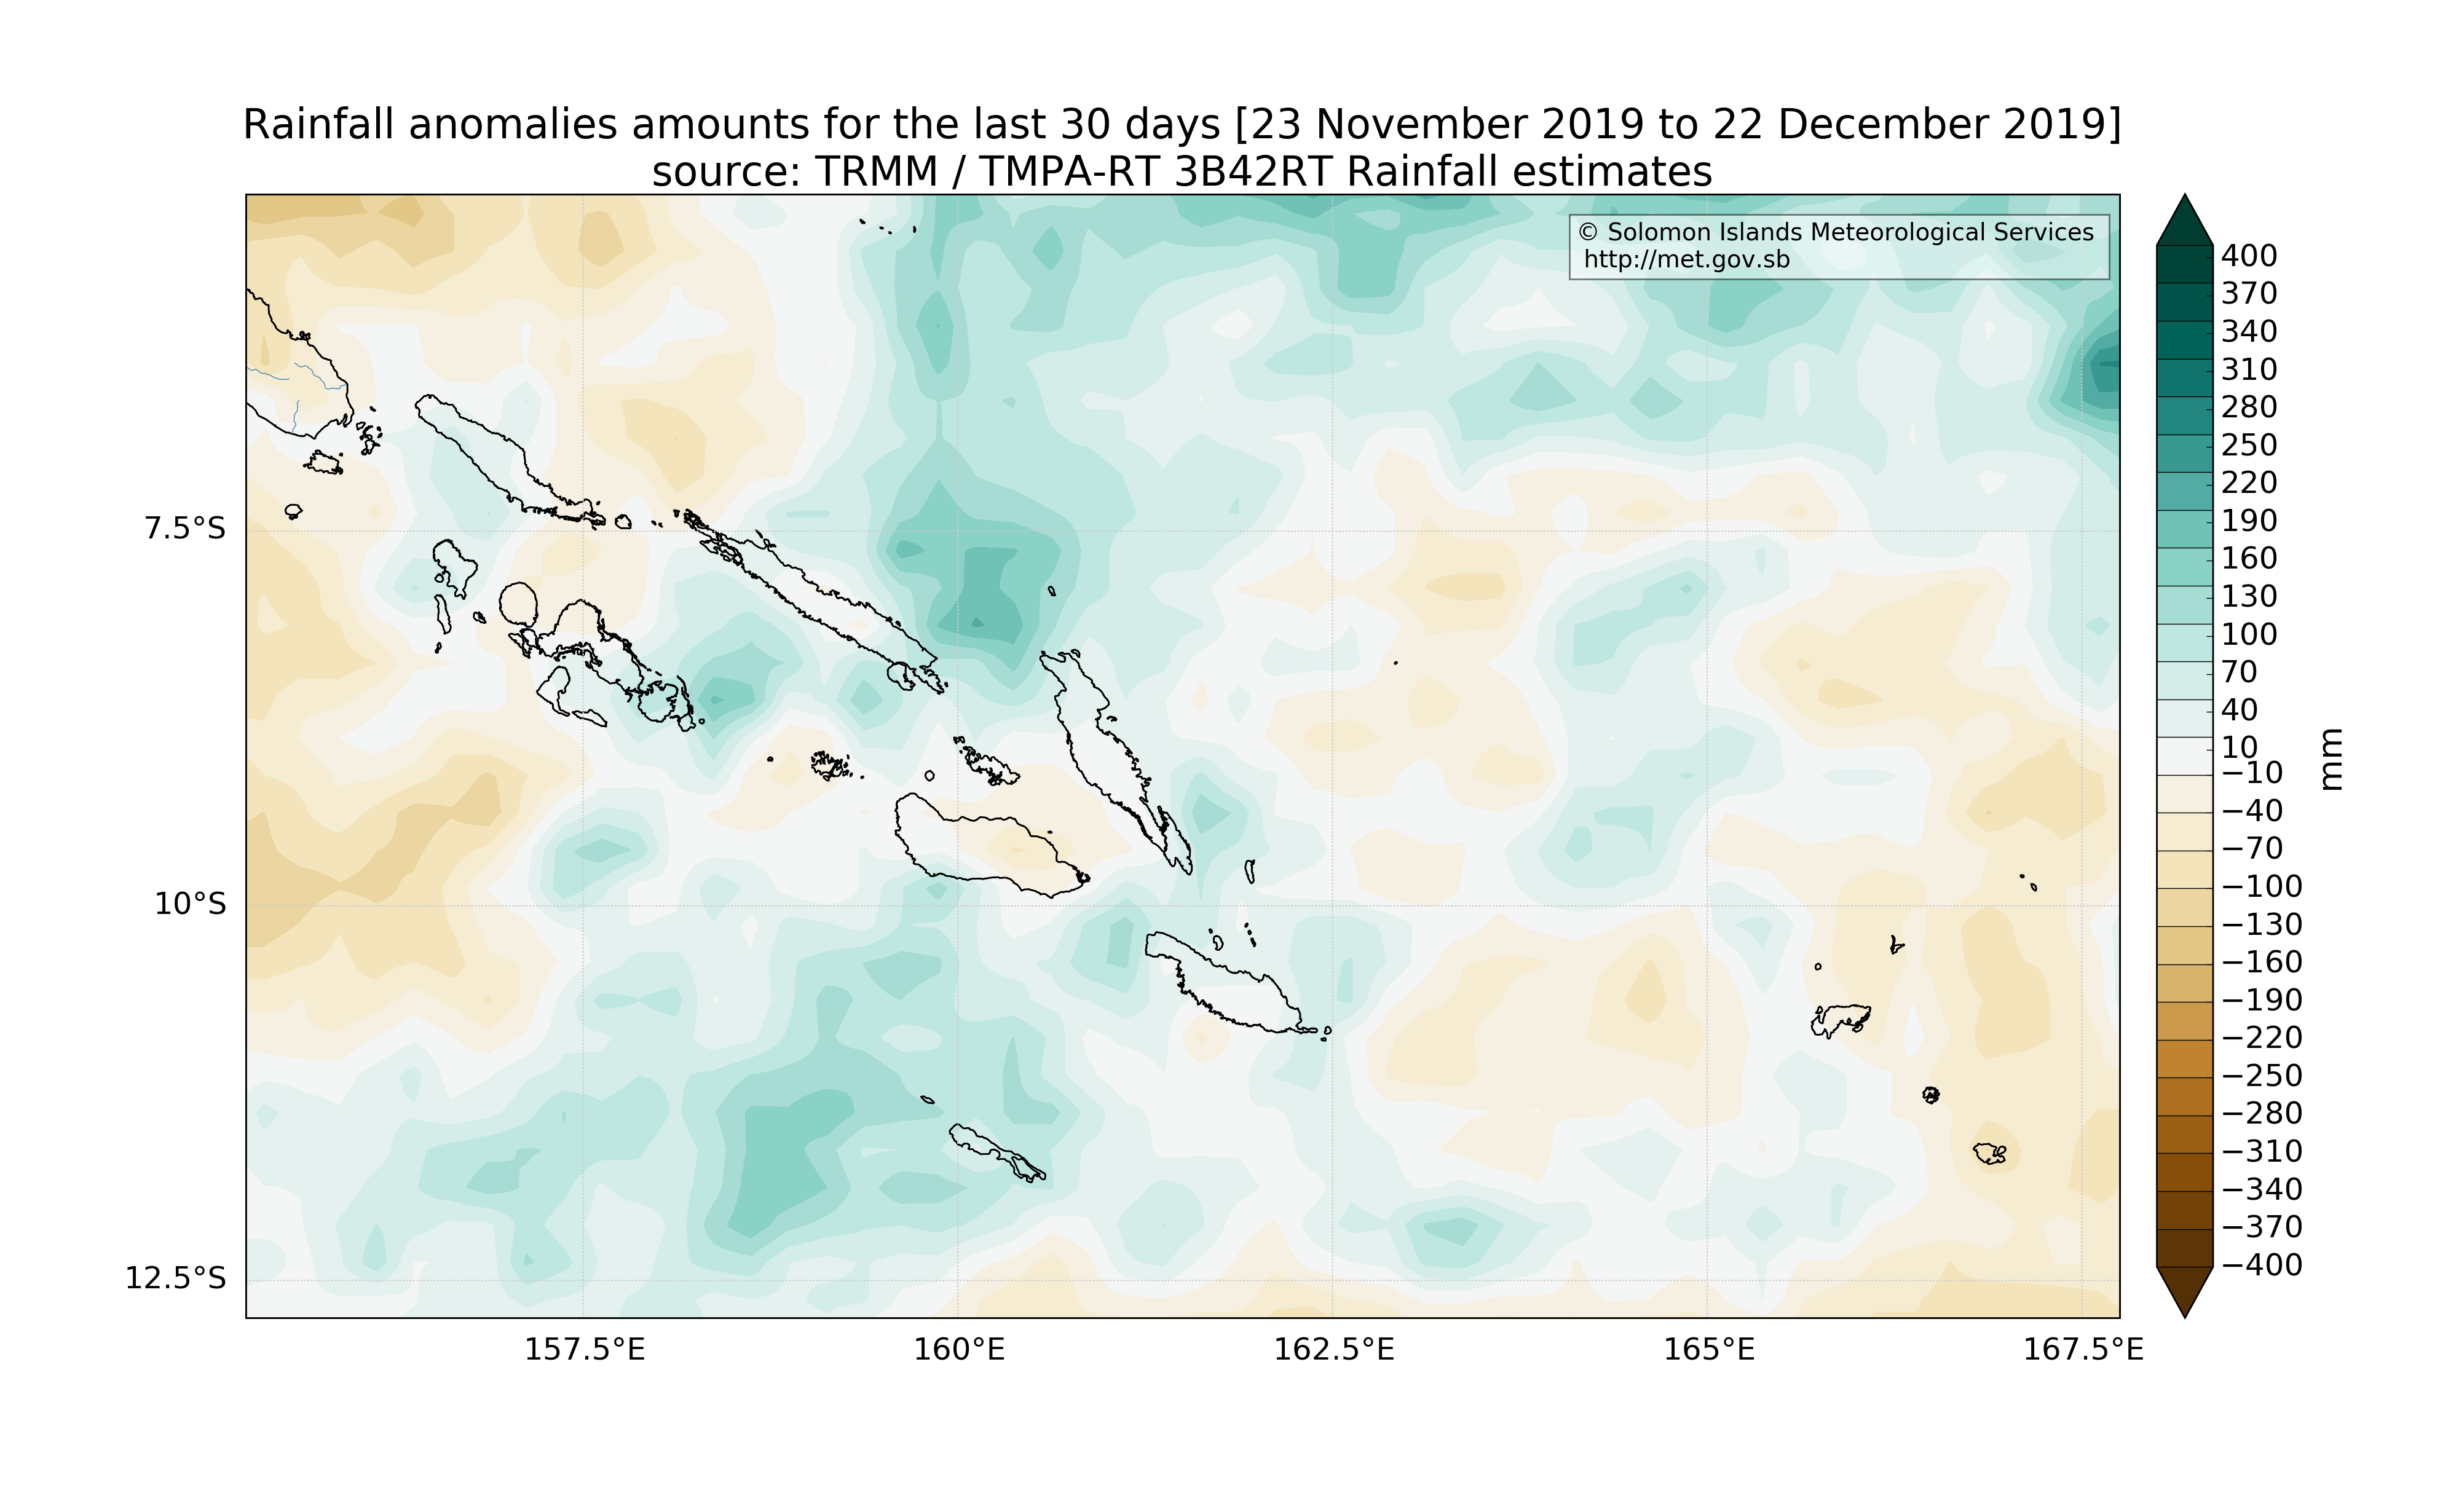 Rainfall anomalies amounts for the last 30 days [23 November 2019 to 22 December 2019]
source: TRMM / TMPA-RT 3B42RT Rainfall estimates
© Solomon Islands Meteorological Services
http://met.gov.sb
7.5°S
10°S
12.5°S
157.5°E
160°E
162.5°E
165°E
167.5°E
400
370
340
310
280
250
220
190
160
130
100
70
40
10
−10
−40
−70
−100
−130
−160
−190
−220
−250
−280
−310
−340
−370
−400
mm